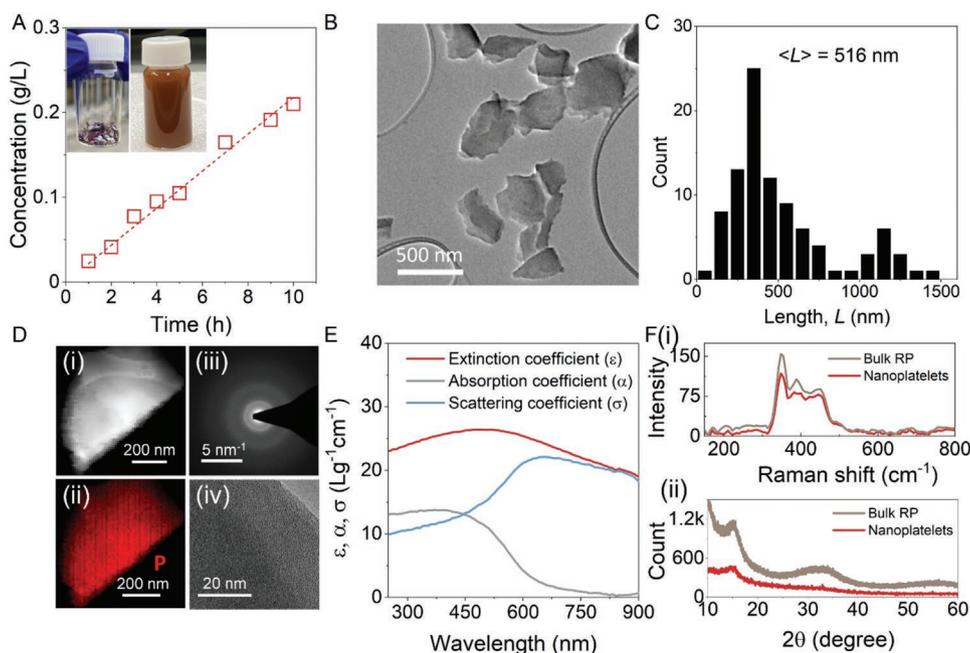 A
Concentration (g/L)
0.3
0.2
0.1
0.0
0 2 4 6 8 10
Time (h)
B
500 nm
C
<L> = 516 nm
Count
30
20
10
0
0 500 1000 1500
Length, L (nm)
D
(i)
200 nm
(iii)
5 nm⁻¹
(ii)
P
200 nm
(iv)
20 nm
E
ε, α, σ (Lg⁻¹cm⁻¹)
40
30
20
10
0
Extinction coefficient (ε)
Absorption coefficient (α)
Scattering coefficient (σ)
300 450 600 750 900
Wavelength (nm)
F(i)
Intensity
150
75
0
Bulk RP
Nanoplatelets
200 400 600 800
Raman shift (cm⁻¹)
(ii)
Count
1.2k
600
0
Bulk RP
Nanoplatelets
10 20 30 40 50 60
2θ (degree)